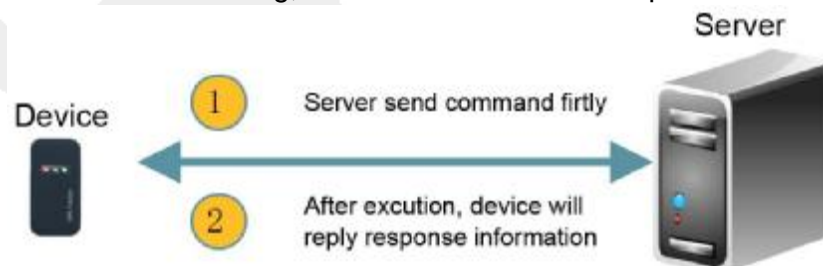 Server
Device
1
Server send command firtly
2
After excution, device will
reply response information